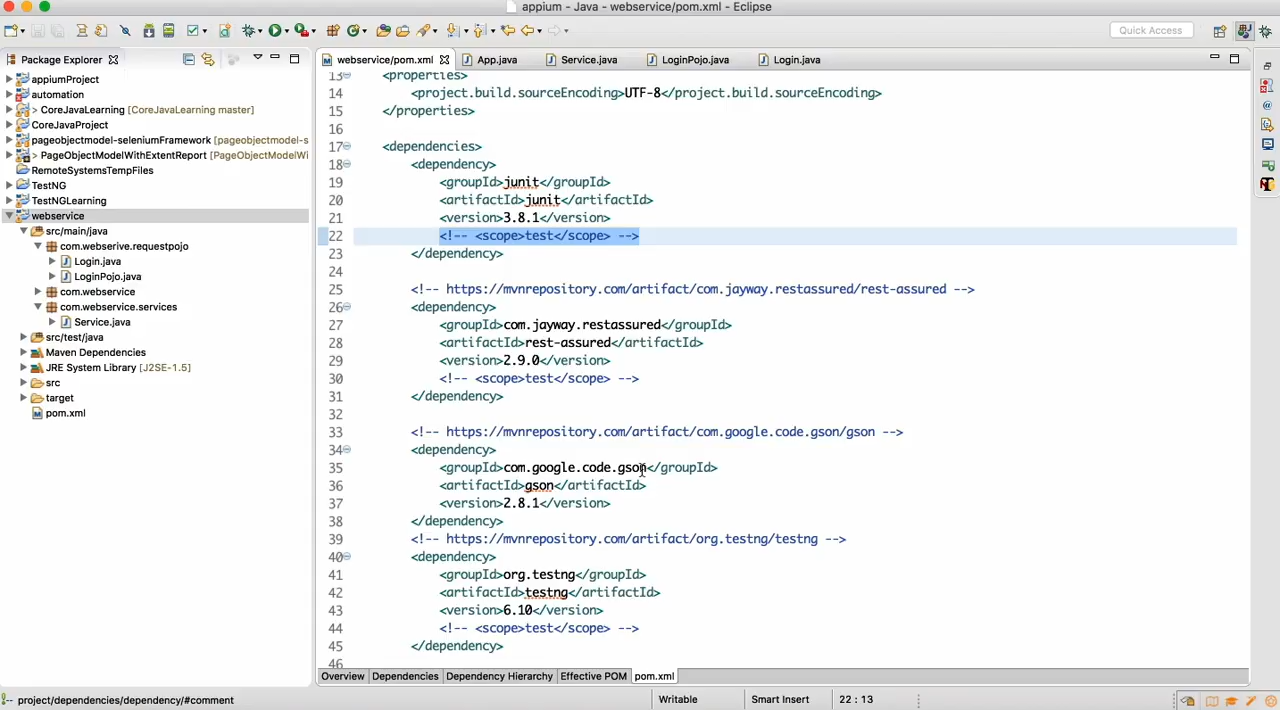 appium - Java - webservice/pom.xml - Eclipse
Quick Access
Package Explorer
appiumProject
automation
> CoreJavaLearning [CoreJavaLearning master]
CoreJavaProject
pageobjectmodel-seleniumFramework [pageobjectmodel-s
> PageObjectModelWithExtentReport [PageObjectModelWi
RemoteSystemsTempFiles
TestNG
TestNGLearning
webservice
src/main/java
com.webserive.requestpojo
Login.java
LoginPojo.java
com.webservice
com.webservice.services
Service.java
src/test/java
Maven Dependencies
JRE System Library [J2SE-1.5]
src
target
pom.xml
webservice/pom.xml
App.java
Service.java
LoginPojo.java
Login.java
13 <properties>
14 <project.build.sourceEncoding>UTF-8</project.build.sourceEncoding>
15 </properties>
16
17 <dependencies>
18 <dependency>
19 <groupId>junit</groupId>
20 <artifactId>junit</artifactId>
21 <version>3.8.1</version>
22 <!-- <scope>test</scope> -->
23 </dependency>
24
25 <!-- https://mvnrepository.com/artifact/com.jayway.restassured/rest-assured -->
26 <dependency>
27 <groupId>com.jayway.restassured</groupId>
28 <artifactId>rest-assured</artifactId>
29 <version>2.9.0</version>
30 <!-- <scope>test</scope> -->
31 </dependency>
32
33 <!-- https://mvnrepository.com/artifact/com.google.code.gson/gson -->
34 <dependency>
35 <groupId>com.google.code.gson</groupId>
36 <artifactId>gson</artifactId>
37 <version>2.8.1</version>
38 </dependency>
39 <!-- https://mvnrepository.com/artifact/org.testng/testng -->
40 <dependency>
41 <groupId>org.testng</groupId>
42 <artifactId>testng</artifactId>
43 <version>6.10</version>
44 <!-- <scope>test</scope> -->
45 </dependency>
46
Overview
Dependencies
Dependency Hierarchy
Effective POM
pom.xml
project/dependencies/dependency/#comment
Writable
Smart Insert
22 : 13